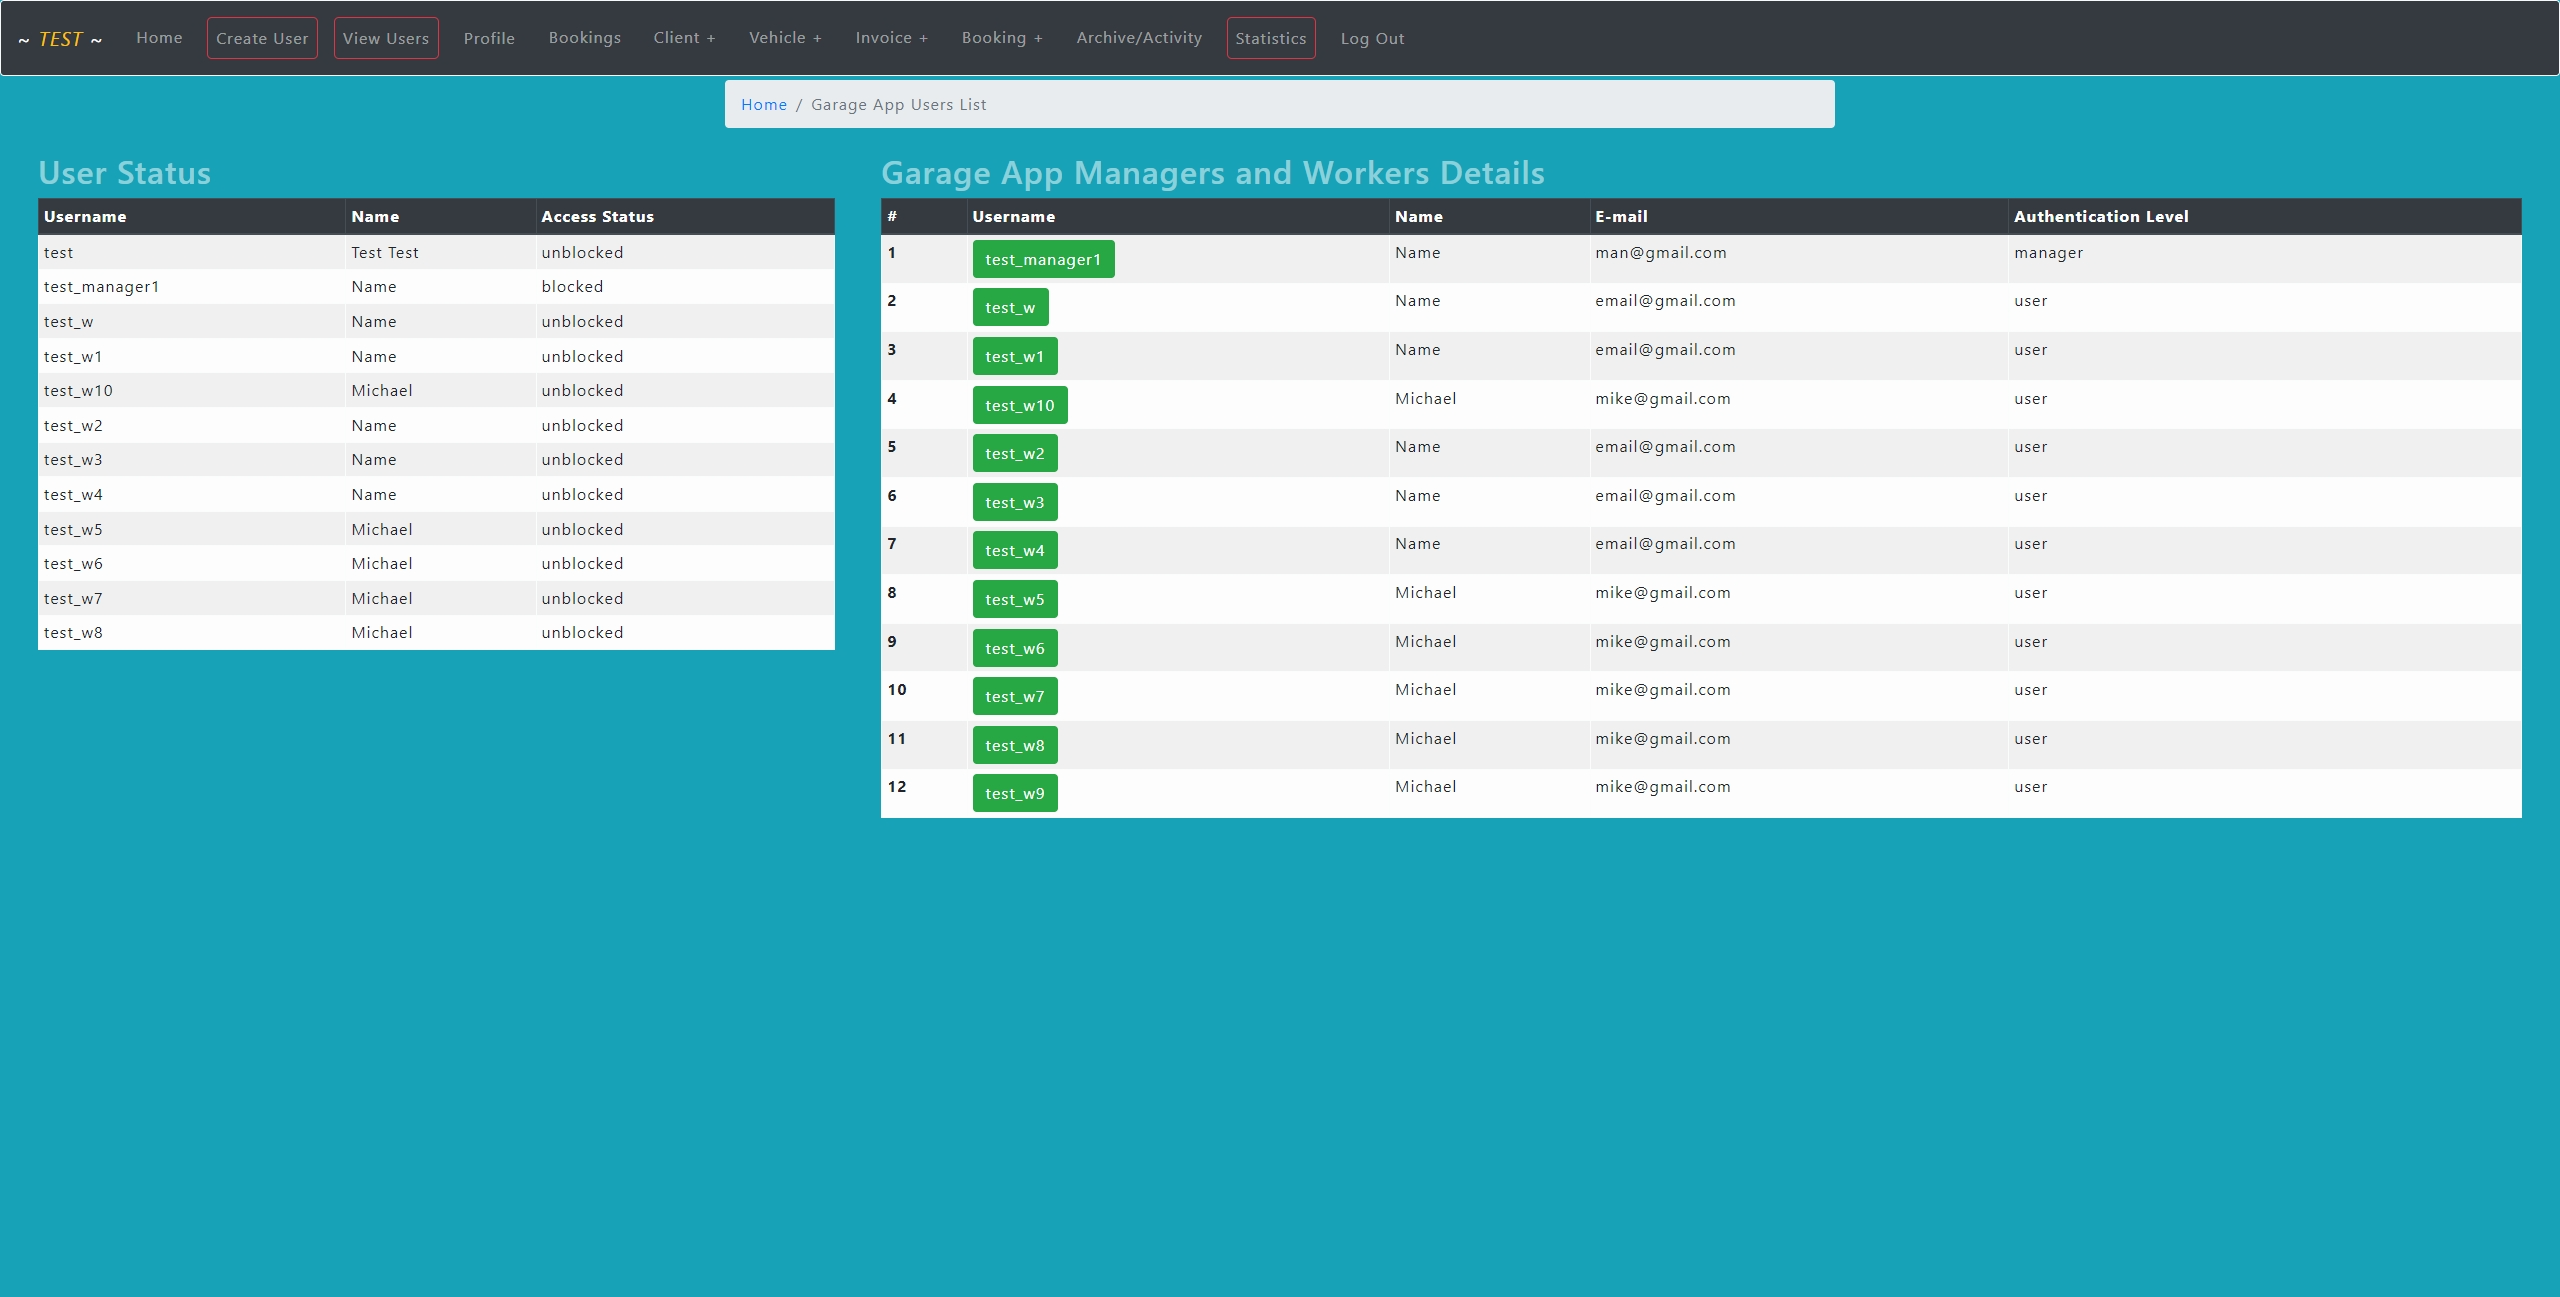 ~ TEST ~ Home Create User View Users Profile Bookings Client + Vehicle + Invoice + Booking + Archive/Activity Statistics Log Out
Home / Garage App Users List
User Status
Username Name Access Status
test Test Test unblocked
test_manager1 Name blocked
test_w Name unblocked
test_w1 Name unblocked
test_w10 Michael unblocked
test_w2 Name unblocked
test_w3 Name unblocked
test_w4 Name unblocked
test_w5 Michael unblocked
test_w6 Michael unblocked
test_w7 Michael unblocked
test_w8 Michael unblocked
Garage App Managers and Workers Details
# Username Name E-mail Authentication Level
1 test_manager1 Name man@gmail.com manager
2 test_w Name email@gmail.com user
3 test_w1 Name email@gmail.com user
4 test_w10 Michael mike@gmail.com user
5 test_w2 Name email@gmail.com user
6 test_w3 Name email@gmail.com user
7 test_w4 Name email@gmail.com user
8 test_w5 Michael mike@gmail.com user
9 test_w6 Michael mike@gmail.com user
10 test_w7 Michael mike@gmail.com user
11 test_w8 Michael mike@gmail.com user
12 test_w9 Michael mike@gmail.com user